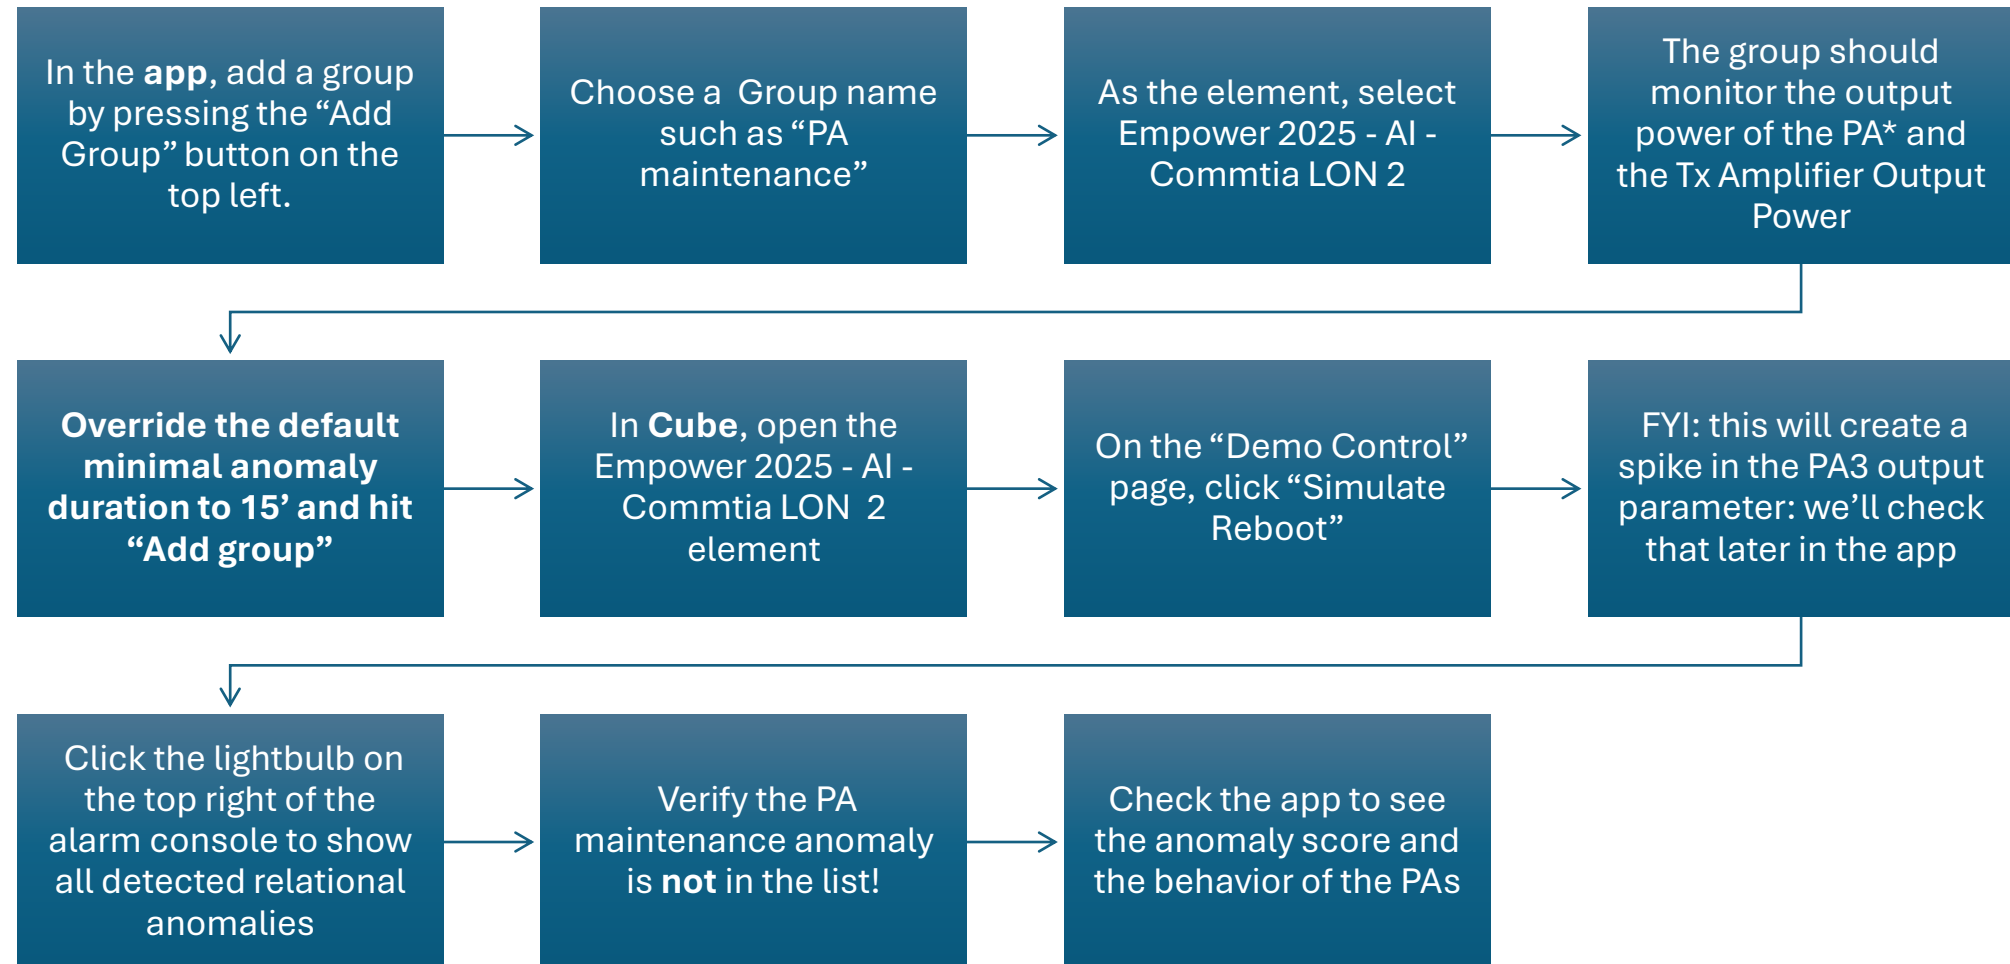 In the app, add a group
by pressing the “Add
Group” button on the
top left.
Choose a  Group name
such as “PA
maintenance”
As the element, select
Empower 2025 - AI -
Commtia LON 2
The group should
monitor the output
power of the PA* and
the Tx Amplifier Output
Power
Override the default
minimal anomaly
duration to 15’ and hit
“Add group”
In Cube, open the
Empower 2025 - AI -
Commtia LON  2
element
On the “Demo Control”
page, click “Simulate
Reboot”
FYI: this will create a
spike in the PA3 output
parameter: we’ll check
that later in the app
Click the lightbulb on
the top right of the
alarm console to show
all detected relational
anomalies
Verify the PA
maintenance anomaly
is not in the list!
Check the app to see
the anomaly score and
the behavior of the PAs